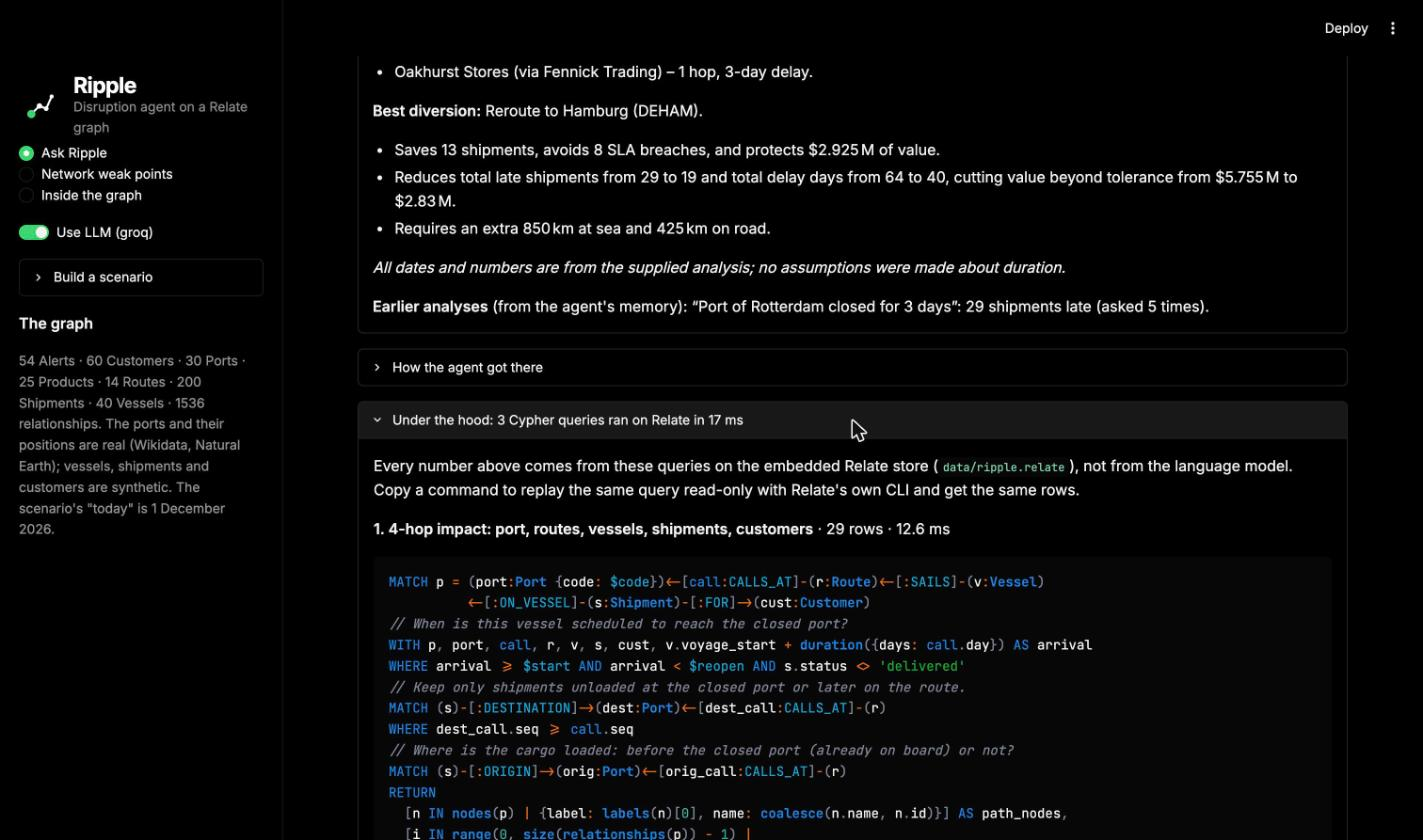 Deploy
Ripple
Disruption agent on a Relate
graph
Ask Ripple
Network weak points
Inside the graph
Use LLM (groq)
Build a scenario
The graph
54 Alerts · 60 Customers · 30 Ports ·
25 Products · 14 Routes · 200
Shipments · 40 Vessels · 1536
relationships. The ports and their
positions are real (Wikidata, Natural
Earth); vessels, shipments and
customers are synthetic. The
scenario's "today" is 1 December
2026.
• Oakhurst Stores (via Fennick Trading) – 1 hop, 3-day delay.
Best diversion: Reroute to Hamburg (DEHAM).
• Saves 13 shipments, avoids 8 SLA breaches, and protects $2.925 M of value.
• Reduces total late shipments from 29 to 19 and total delay days from 64 to 40, cutting value beyond tolerance from $5.755 M to
$2.83 M.
• Requires an extra 850 km at sea and 425 km on road.
All dates and numbers are from the supplied analysis; no assumptions were made about duration.
Earlier analyses (from the agent's memory): “Port of Rotterdam closed for 3 days”: 29 shipments late (asked 5 times).
How the agent got there
Under the hood: 3 Cypher queries ran on Relate in 17 ms
Every number above comes from these queries on the embedded Relate store ( data/ripple.relate ), not from the language model.
Copy a command to replay the same query read-only with Relate's own CLI and get the same rows.
1. 4-hop impact: port, routes, vessels, shipments, customers · 29 rows · 12.6 ms
MATCH p = (port:Port {code: $code})<-[call:CALLS_AT]-(r:Route)<-[:SAILS]-(v:Vessel)
<-[:ON_VESSEL]-(s:Shipment)-[:FOR]->(cust:Customer)
// When is this vessel scheduled to reach the closed port?
WITH p, port, call, r, v, s, cust, v.voyage_start + duration({days: call.day}) AS arrival
WHERE arrival >= $start AND arrival < $reopen AND s.status <> 'delivered'
// Keep only shipments unloaded at the closed port or later on the route.
MATCH (s)-[:DESTINATION]->(dest:Port)<-[dest_call:CALLS_AT]-(r)
WHERE dest_call.seq >= call.seq
// Where is the cargo loaded: before the closed port (already on board) or not?
MATCH (s)-[:ORIGIN]->(orig:Port)<-[orig_call:CALLS_AT]-(r)
RETURN
[n IN nodes(p) | {label: labels(n)[0], name: coalesce(n.name, n.id)}] AS path_nodes,
[i IN range(0, size(relationships(p)) - 1) |